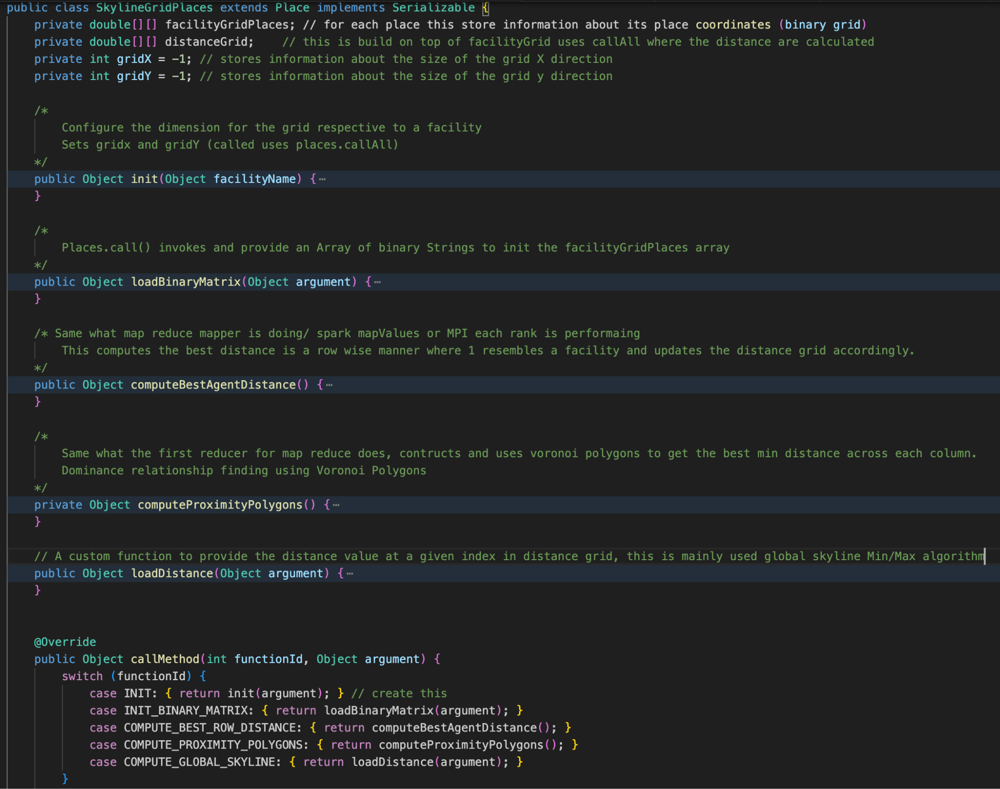 public class SkylineGridPlaces extends Place implements Serializable {
    private double[][] facilityGridPlaces; // for each place this store information about its place coordinates (binary grid)
    private double[][] distanceGrid;    // this is build on top of facilityGrid uses callAll where the distance are calculated
    private int gridX = -1; // stores information about the size of the grid X direction
    private int gridY = -1; // stores information about the size of the grid y direction

    /*
        Configure the dimension for the grid respective to a facility
        Sets gridx and gridY (called uses places.callAll)
    */
    public Object init(Object facilityName) {⋯
    }

    /*
        Places.call() invokes and provide an Array of binary Strings to init the facilityGridPlaces array
    */
    public Object loadBinaryMatrix(Object argument) {⋯
    }

    /* Same what map reduce mapper is doing/ spark mapValues or MPI each rank is performaing
        This computes the best distance is a row wise manner where 1 resembles a facility and updates the distance grid accordingly.
    */
    public Object computeBestAgentDistance() {⋯
    }

    /*
        Same what the first reducer for map reduce does, contructs and uses voronoi polygons to get the best min distance across each column.
        Dominance relationship finding using Voronoi Polygons
    */
    private Object computeProximityPolygons() {⋯
    }

    // A custom function to provide the distance value at a given index in distance grid, this is mainly used global skyline Min/Max algorithm
    public Object loadDistance(Object argument) {⋯
    }

    @Override
    public Object callMethod(int functionId, Object argument) {
        switch (functionId) {
            case INIT: { return init(argument); } // create this
            case INIT_BINARY_MATRIX: { return loadBinaryMatrix(argument); }
            case COMPUTE_BEST_ROW_DISTANCE: { return computeBestAgentDistance(); }
            case COMPUTE_PROXIMITY_POLYGONS: { return computeProximityPolygons(); }
            case COMPUTE_GLOBAL_SKYLINE: { return loadDistance(argument); }
        }